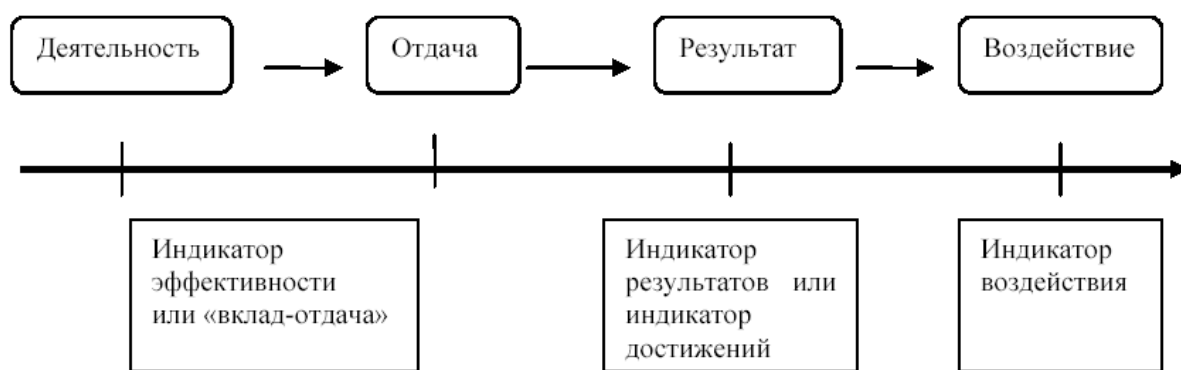 Деятельность
Отдача
Результат
Воздействие
Индикатор
эффективности
или «вклад-отдача»
Индикатор
результатов или
индикатор
достижений
Индикатор
воздействия